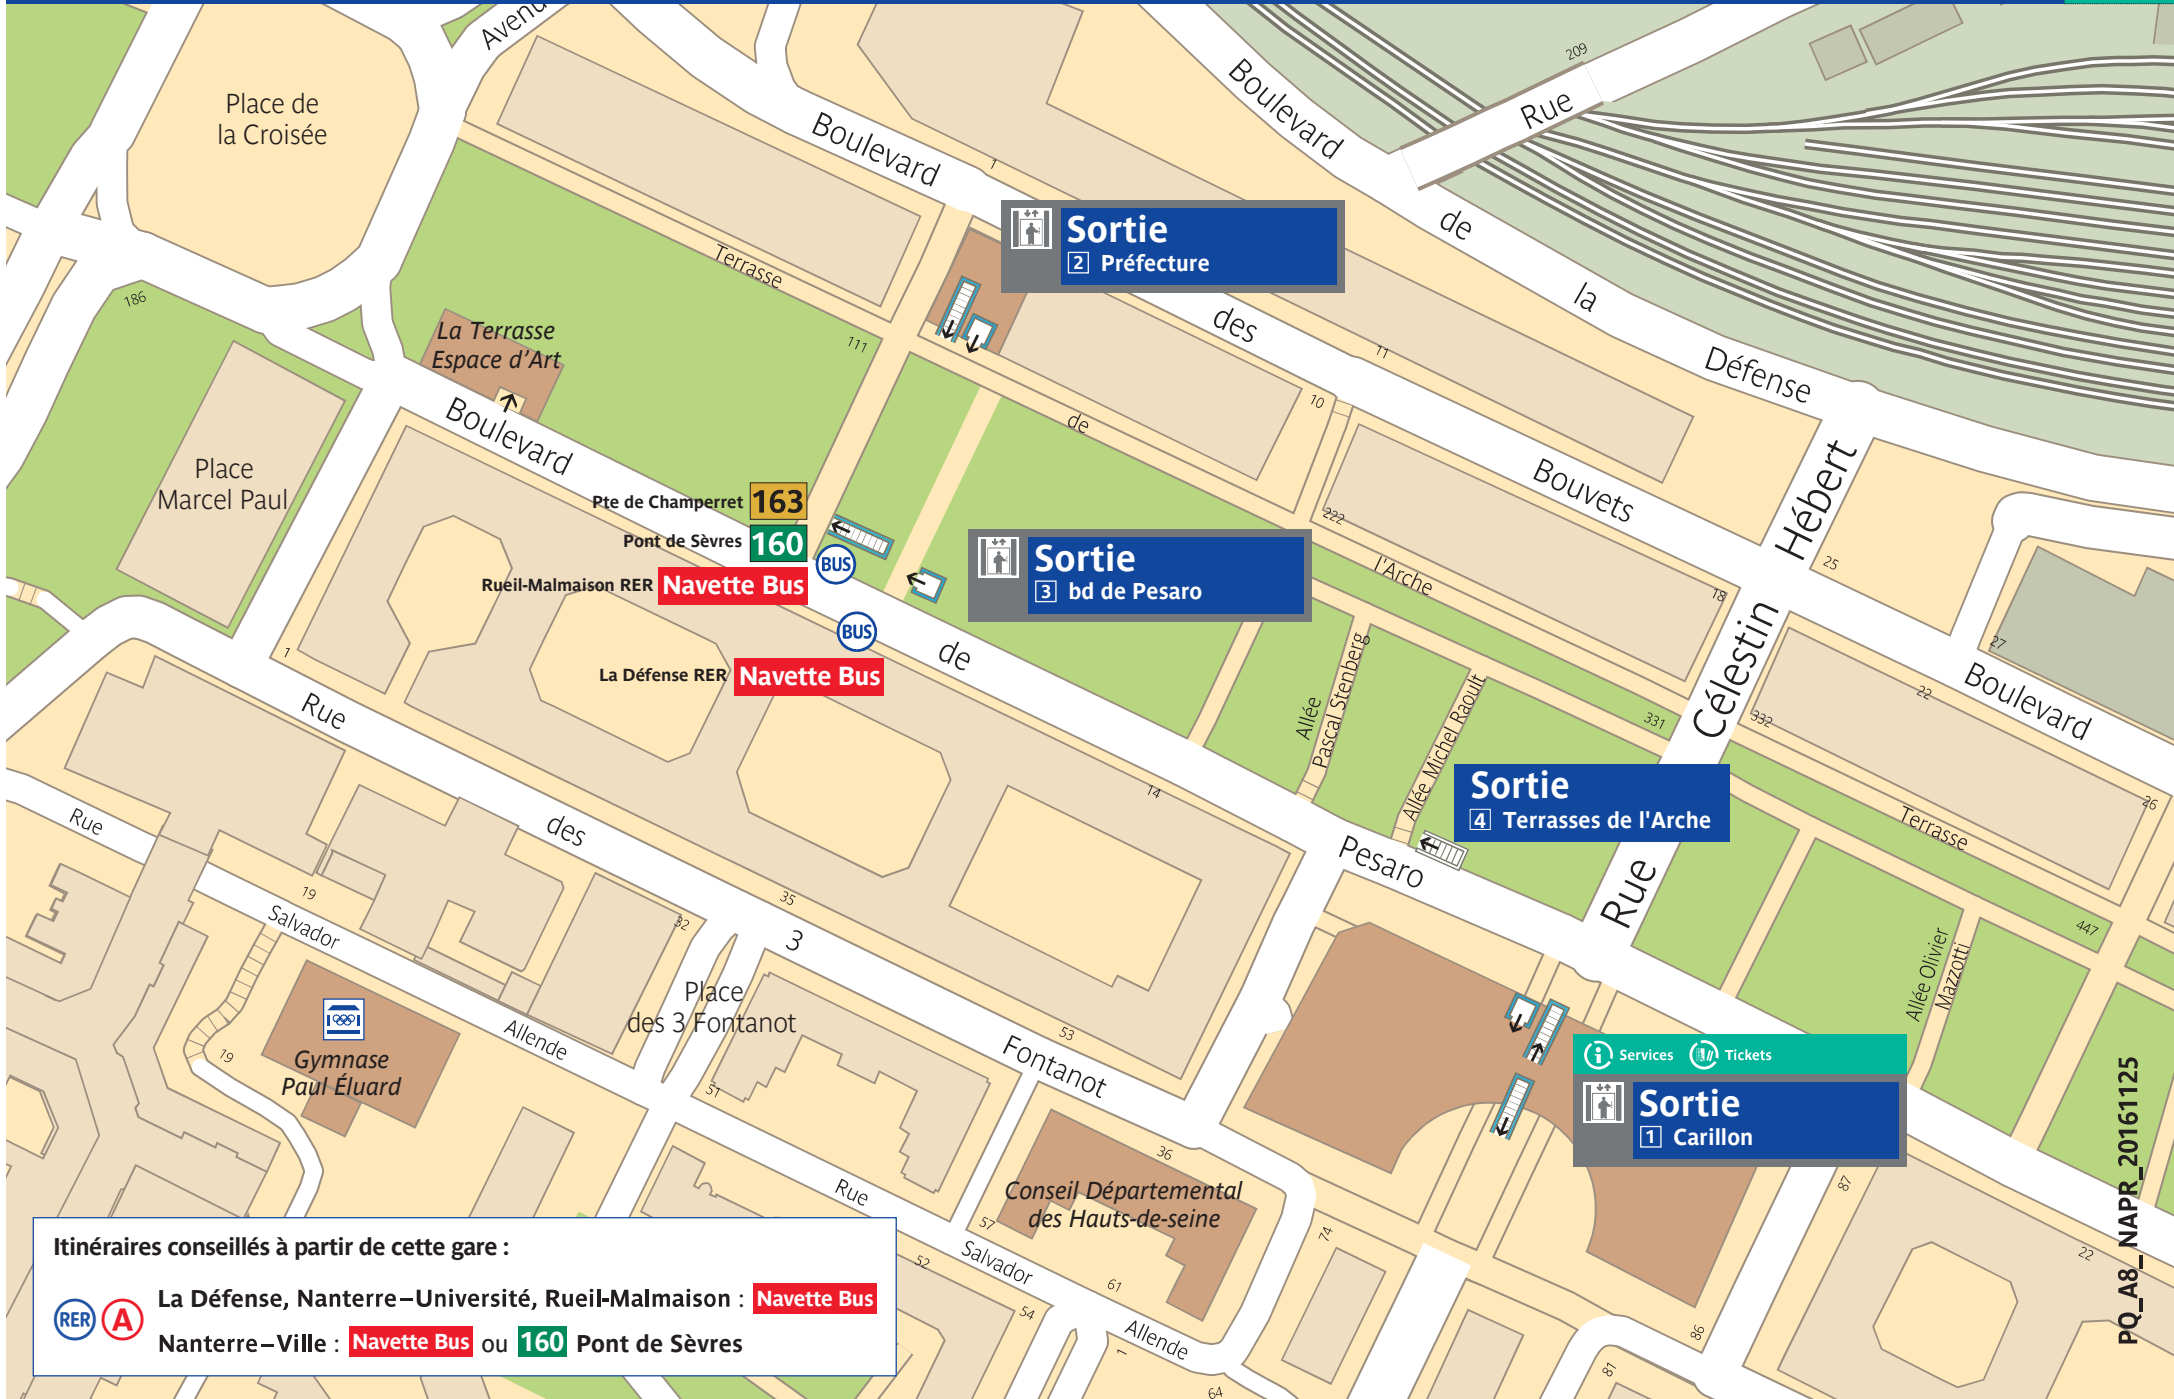 Avenu
209
Rue
Boulevard
Place de
la Croisée
Boulevard
1
de
Sortie
2 Préfecture
Terrasse
186
la
des
11
Défense
La Terrasse
Espace d'Art
111
10
de
Boulevard
Hébert
Place
Marcel Paul
Bouvets
Pte de Champerret 163
222
Pont de Sèvres 160
BUS
Sortie
3 bd de Pesaro
l'Arche
25
Rueil-Malmaison RER Navette Bus
18
BUS
Célestin
27
1
de
Allée
Pascal Stenberg
Allée Michel Raoult
La Défense RER Navette Bus
22
Boulevard
331
332
Rue
14
Sortie
4 Terrasses de l'Arche
26
Terrasse
Rue
des
Pesaro
Rue
19
35
32
Salvador
3
447
Allée Olivier
Mazzotti
Place
des 3 Fontanot
Allende
53
Fontanot
19
Gymnase
Paul Éluard
Services
Tickets
Sortie
1 Carillon
51
36
Rue
Conseil Départemental
des Hauts-de-seine
87
57
74
Salvador
52
22
61
54
Allende
1
86
81
64
Itinéraires conseillés à partir de cette gare :
RER A
La Défense, Nanterre–Université, Rueil-Malmaison : Navette Bus
Nanterre–Ville : Navette Bus ou 160 Pont de Sèvres
PQ_A8_NAPR_20161125